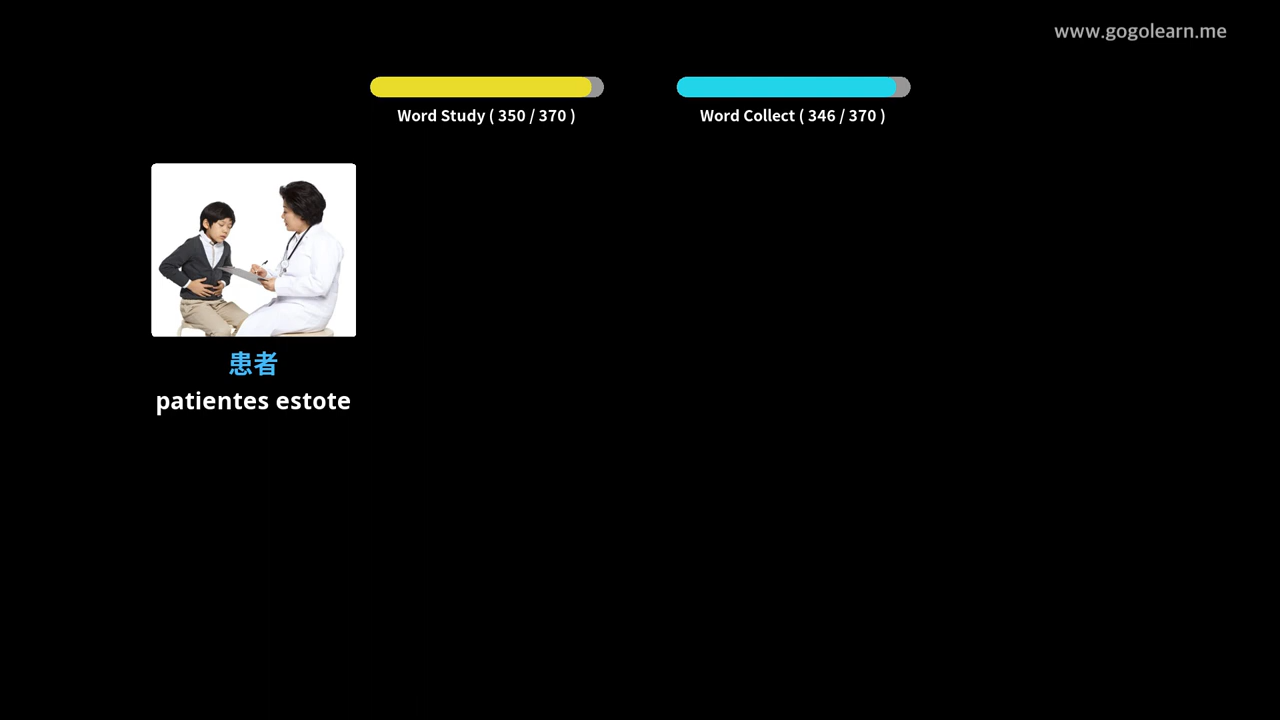 www.gogolearn.me
Word Study ( 350 / 370 )
Word Collect ( 346 / 370 )
患者
patientes estote